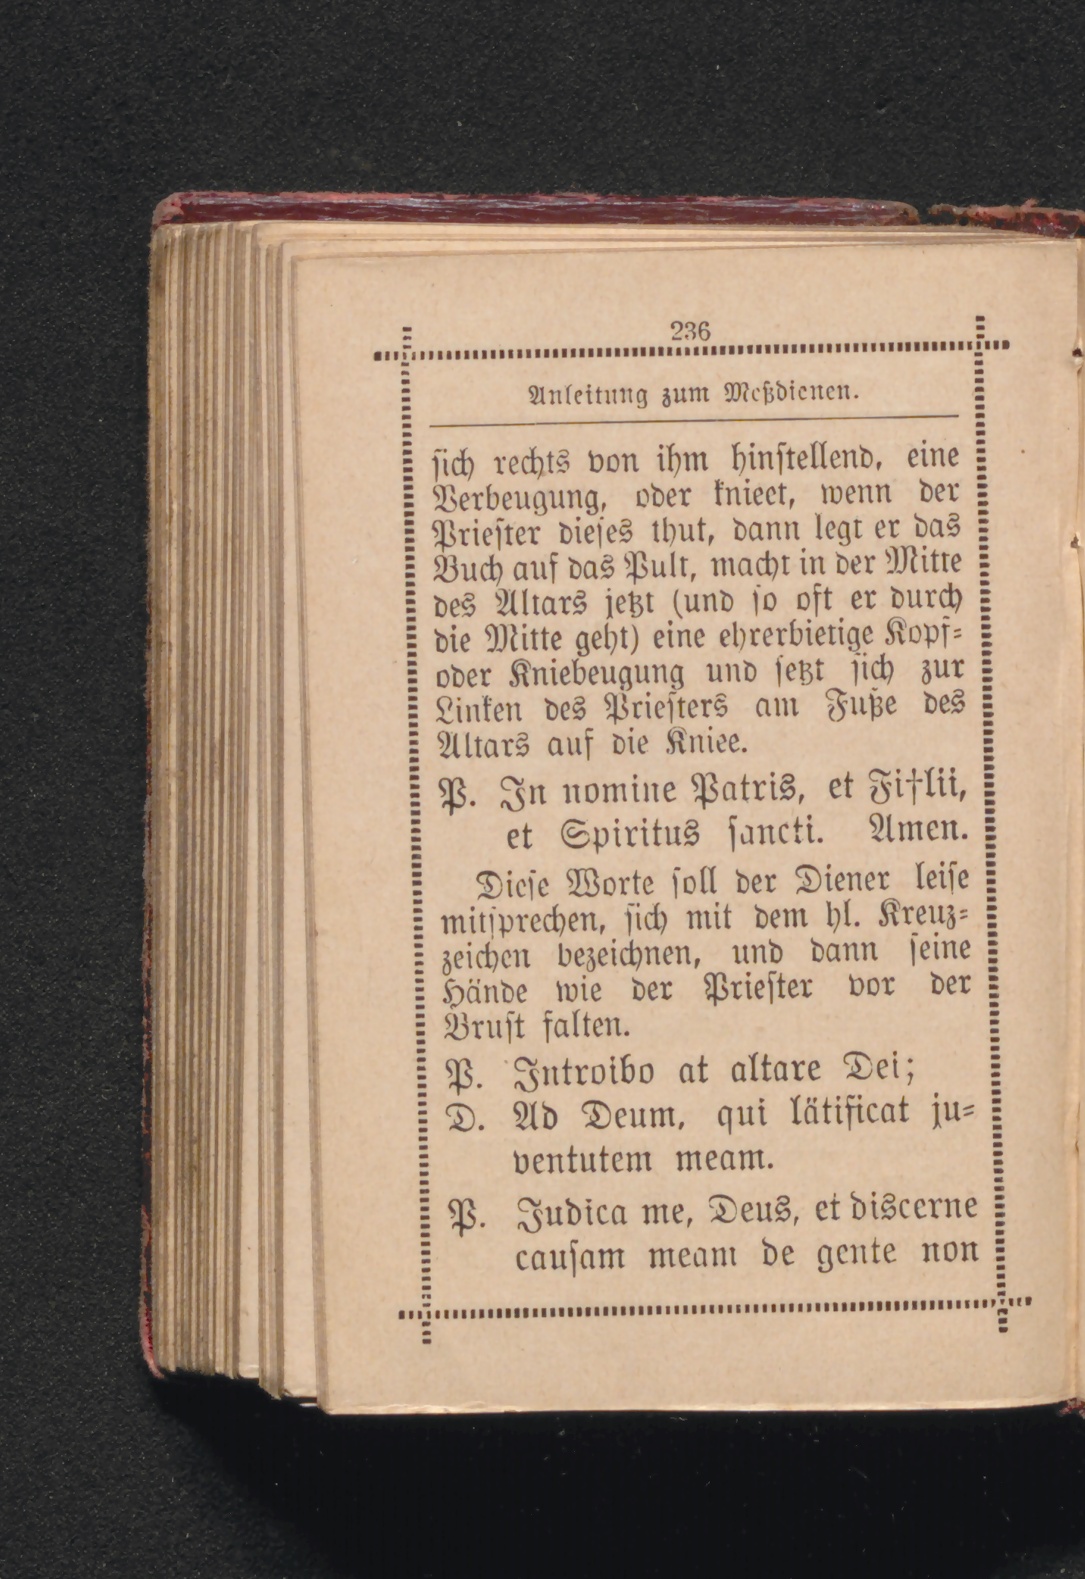 236
Anleitung zum Meßdienen.
sich rechts von ihm hinstellend, eine
Verbeugung, oder knieet, wenn der
Priester dieses thut, dann legt er das
Buch auf das Pult, macht in der Mitte
des Altars jetzt (und so oft er durch
die Mitte geht) eine ehrerbietige Kopf-
oder Kniebeugung und setzt sich zur
Linken des Priesters am Fuße des
Altars auf die Kniee.
P. In nomine Patris, et Fi†lii,
et Spiritus sancti. Amen.
Diese Worte soll der Diener leise
mitsprechen, sich mit dem hl. Kreuz-
zeichen bezeichnen, und dann seine
Hände wie der Priester vor der
Brust falten.
P. Introibo at altare Dei;
D. Ad Deum, qui lätificat ju-
ventutem meam.
P. Judica me, Deus, et discerne
causam meam de gente non